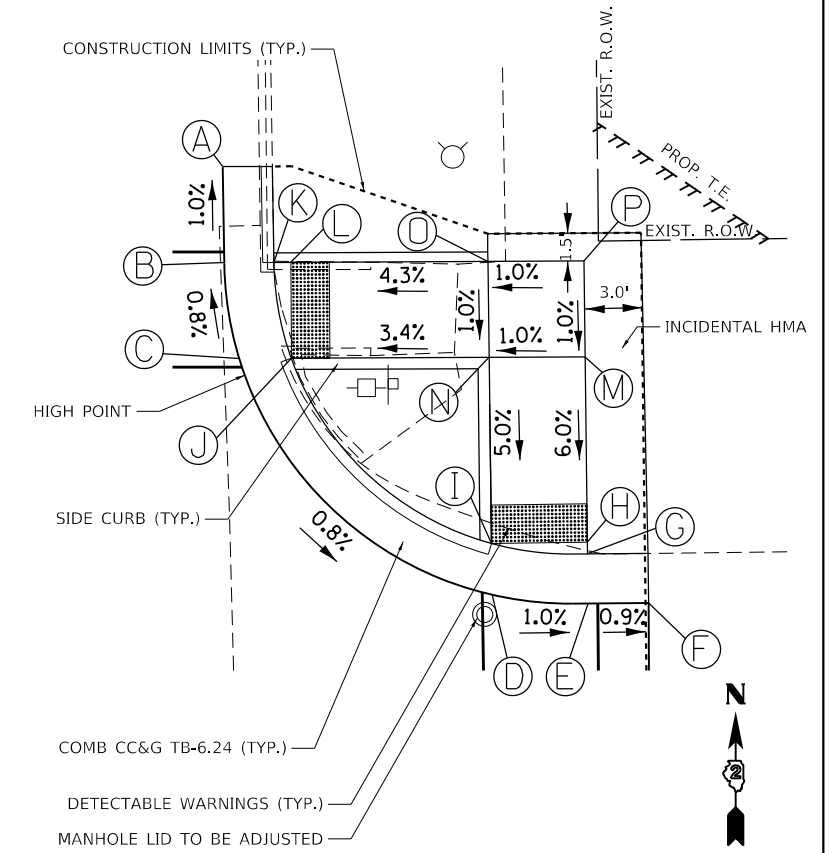 EXIST. R.O.W.
CONSTRUCTION LIMITS (TYP.)
PROP. T.E.
A
1.0%
K
L
O
P
EXIST. R.O.W.
1.5'
B
4.3%
1.0%
3.0'
0.8%
1.0%
1.0%
C
3.4%
1.0%
INCIDENTAL HMA
HIGH POINT
N
M
J
5.0%
6.0%
I
H
G
SIDE CURB (TYP.)
0.8%
1.0%
0.9%
F
D
E
N
COMB CC&G TB-6.24 (TYP.)
2
DETECTABLE WARNINGS (TYP.)
MANHOLE LID TO BE ADJUSTED